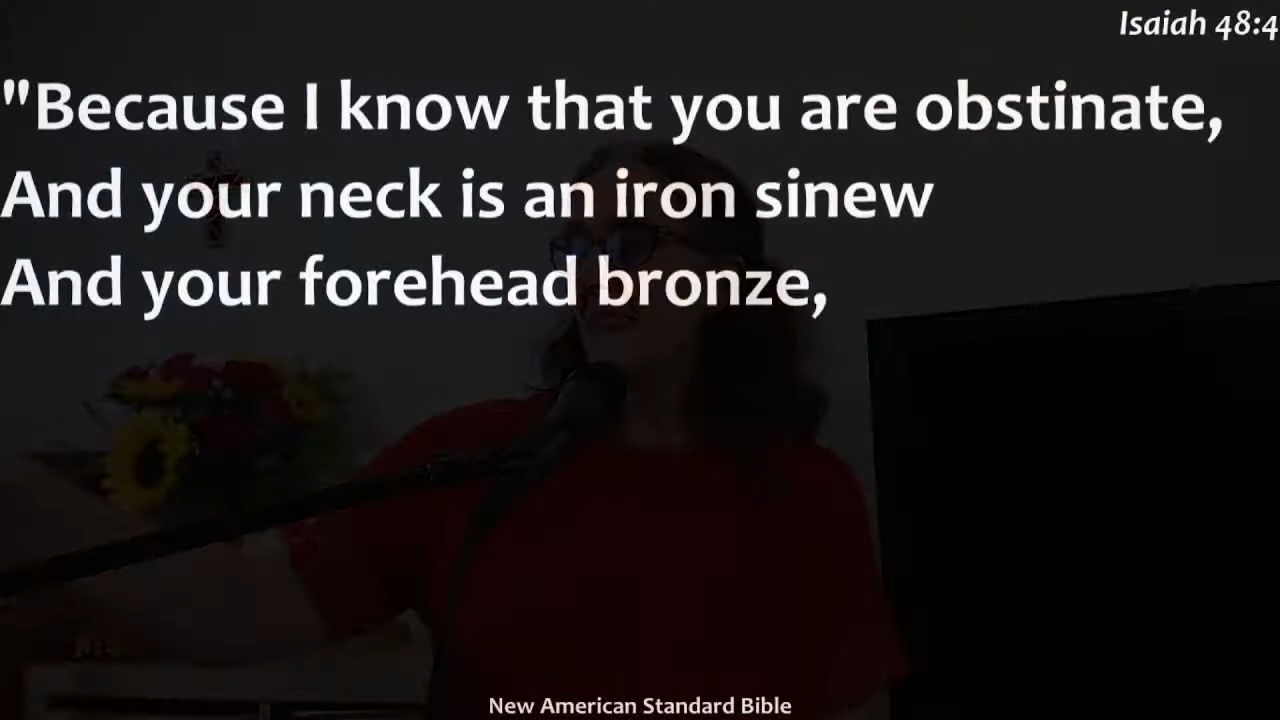 Isaiah 48:4
"Because I know that you are obstinate,
And your neck is an iron sinew
And your forehead bronze,
New American Standard Bible